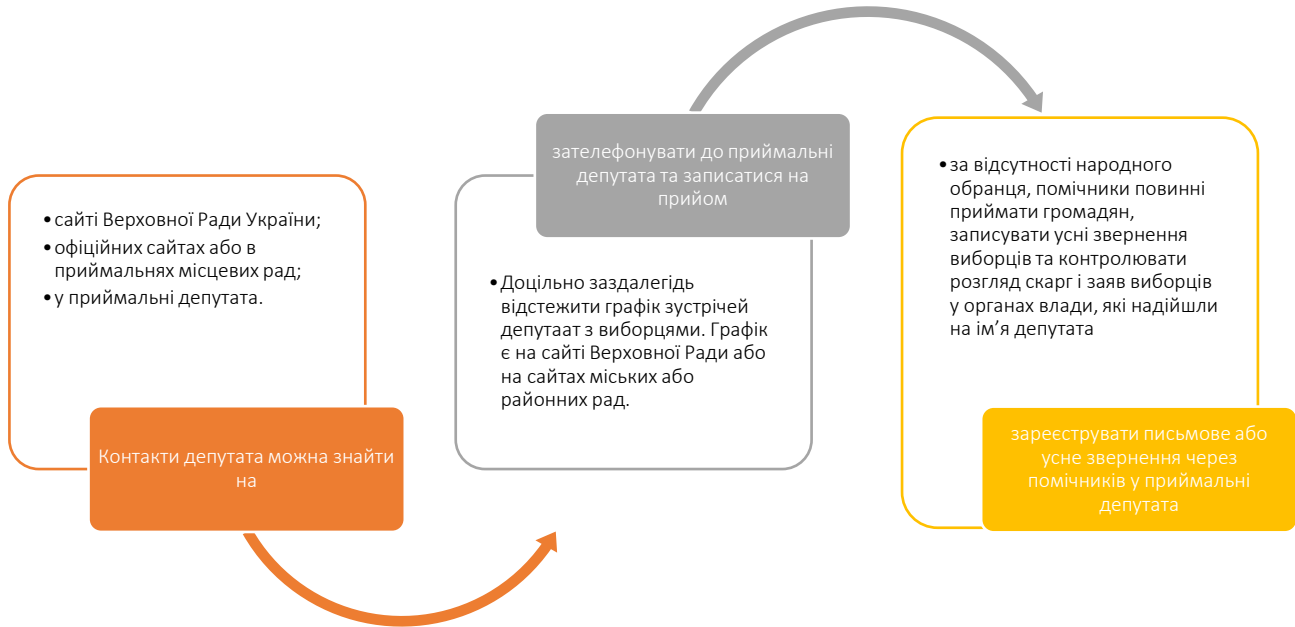 • сайті Верховної Ради України;
• офіційних сайтах або в
приймальнях місцевих рад;
• у приймальні депутата.
Контакти депутата можна знайти
на
зателефонувати до приймальні
депутата та записатися на
прийом
• Доцільно заздалегідь
відстежити графік зустрічей
депутаат з виборцями. Графік
є на сайті Верховної Ради або
на сайтах міських або
районних рад.
• за відсутності народного
обранця, помічники повинні
приймати громадян,
записувати усні звернення
виборців та контролювати
розгляд скарг і заяв виборців
у органах влади, які надійшли
на ім’я депутата
зареєструвати письмове або
усне звернення через
помічників у приймальні
депутата